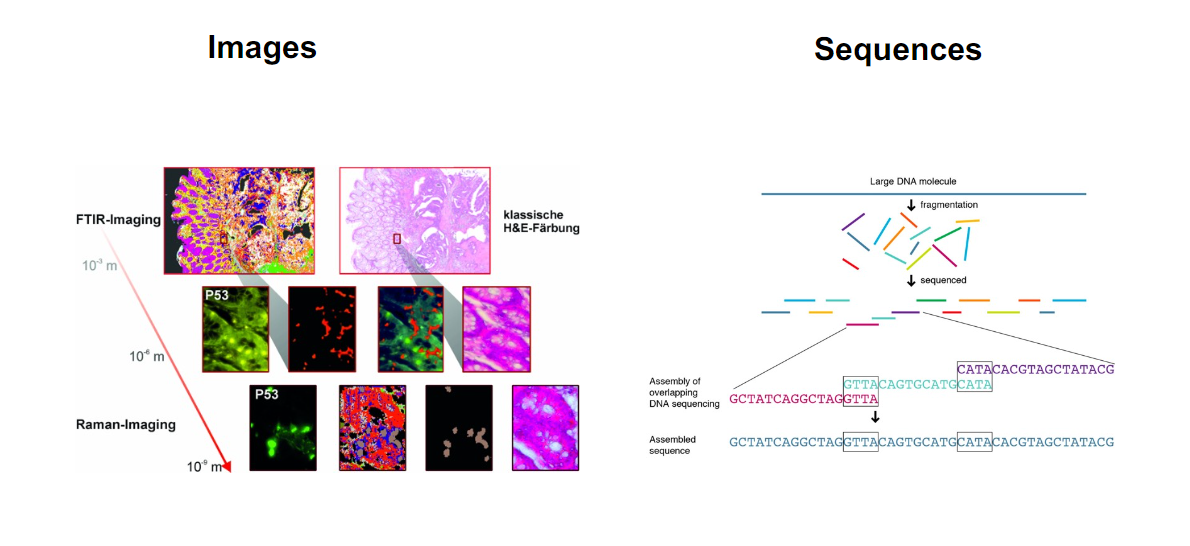 Images
Sequences
FTIR-Imaging
klassische
H&E-Färbung
10⁻³ m
P53
10⁻⁶ m
Raman-Imaging
P53
10⁻⁹ m
Large DNA molecule
fragmentation
sequenced
Assembly of
overlapping
DNA sequencing
CATACACGTAGCTATACG
GTTACAGTGCATGCATA
GCTATCAGGCTAGGTTA
Assembled
sequence
GCTATCAGGCTAGGTTACAGTGCATGCATACACGTAGCTATACG